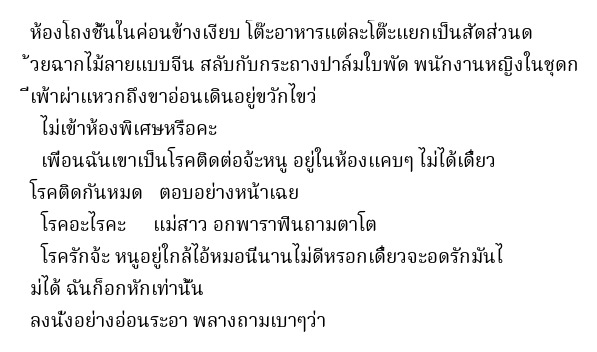 ห้องโถงชั้นในค่อนข้างเงียบ โต๊ะอาหารแต่ละโต๊ะแยกเป็นสัดส่วนด
้วยฉากไม้ลายแบบจีน สลับกับกระถางปาล์มใบพัด พนักงานหญิงในชุดก
ี่เพ้าผ่าแหวกถึงขาอ่อนเดินอยู่ขวักไขว่
ไม่เข้าห้องพิเศษหรือคะ
เพื่อนฉันเขาเป็นโรคติดต่อจ้ะหนู อยู่ในห้องแคบๆ ไม่ได้เดี๋ยว
โรคติดกันหมด ตอบอย่างหน้าเฉย
โรคอะไรคะ แม่สาว อกพาราฟินถามตาโต
โรครักจ้ะ หนูอยู่ใกล้ไอ้หมอนี่นานไม่ดีหรอกเดี๋ยวจะอดรักมันไ
ม่ได้ ฉันก็อกหักเท่านั้น
ลงนั่งอย่างอ่อนระอา พลางถามเบาๆว่า